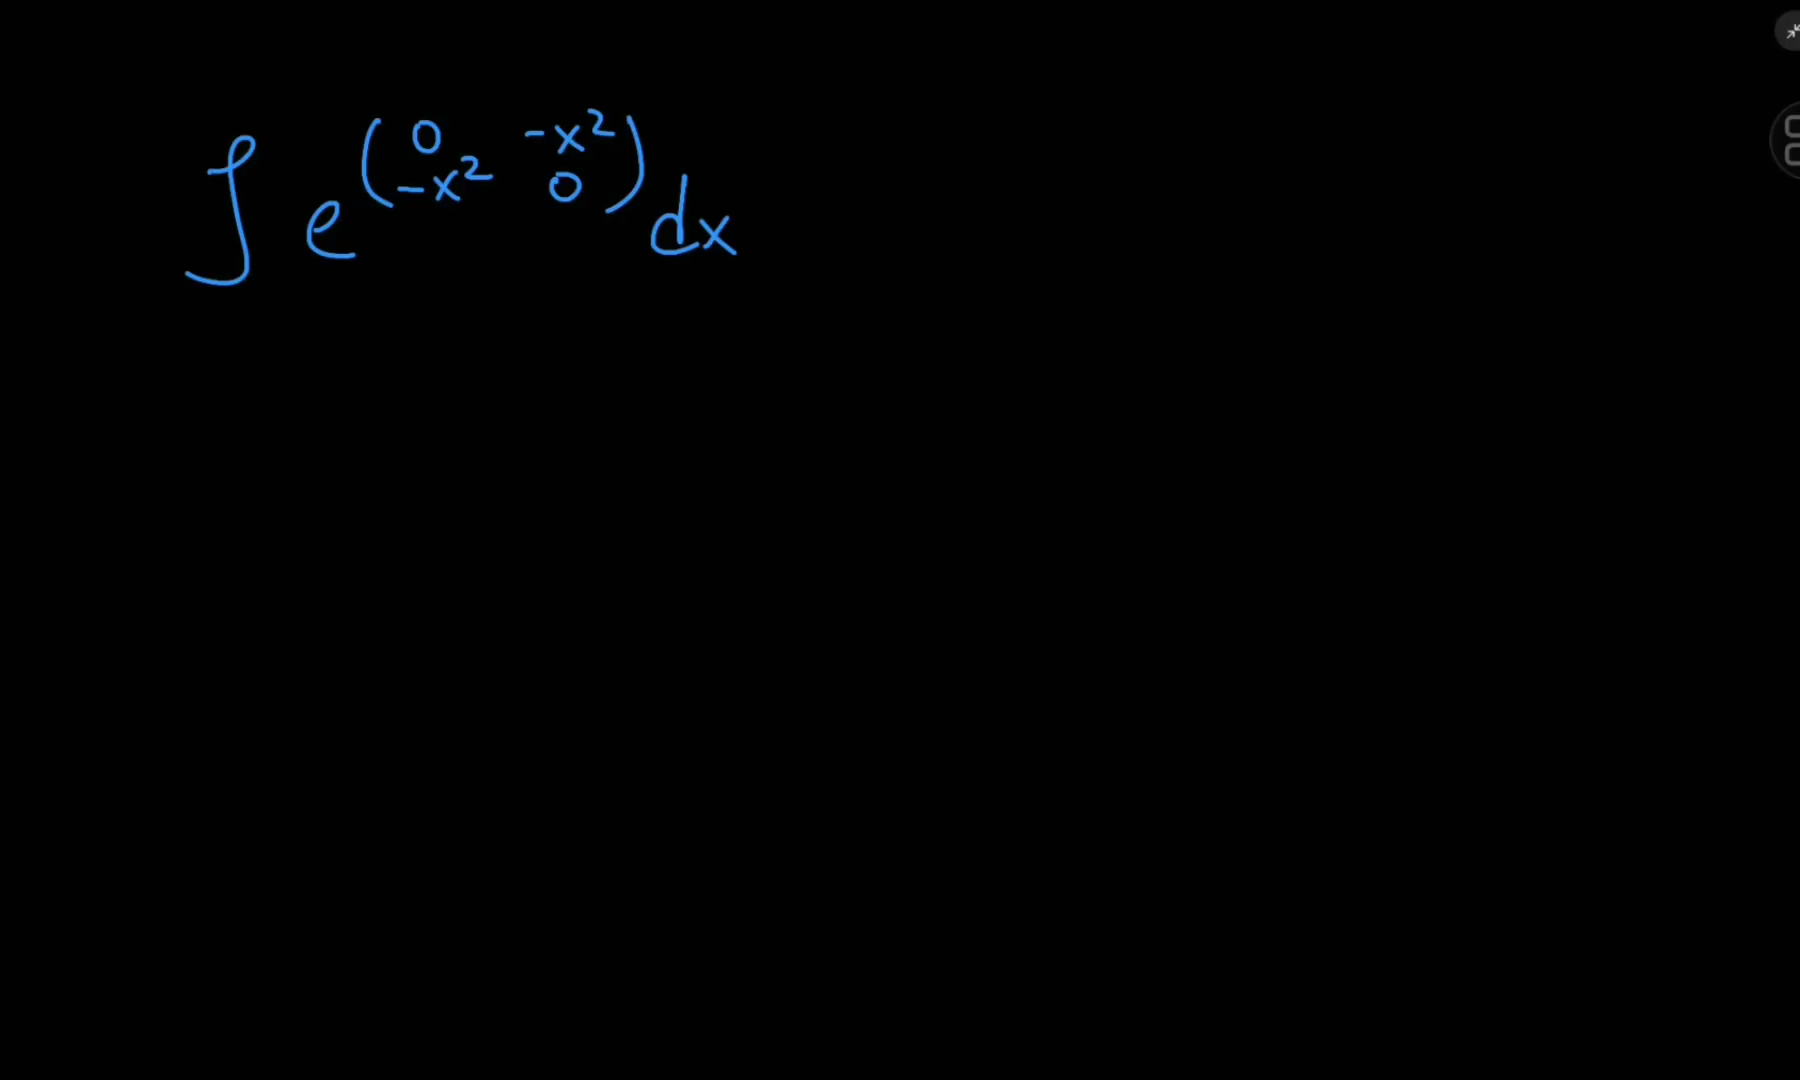 ∫ e^(0 -x² / -x² 0) dx